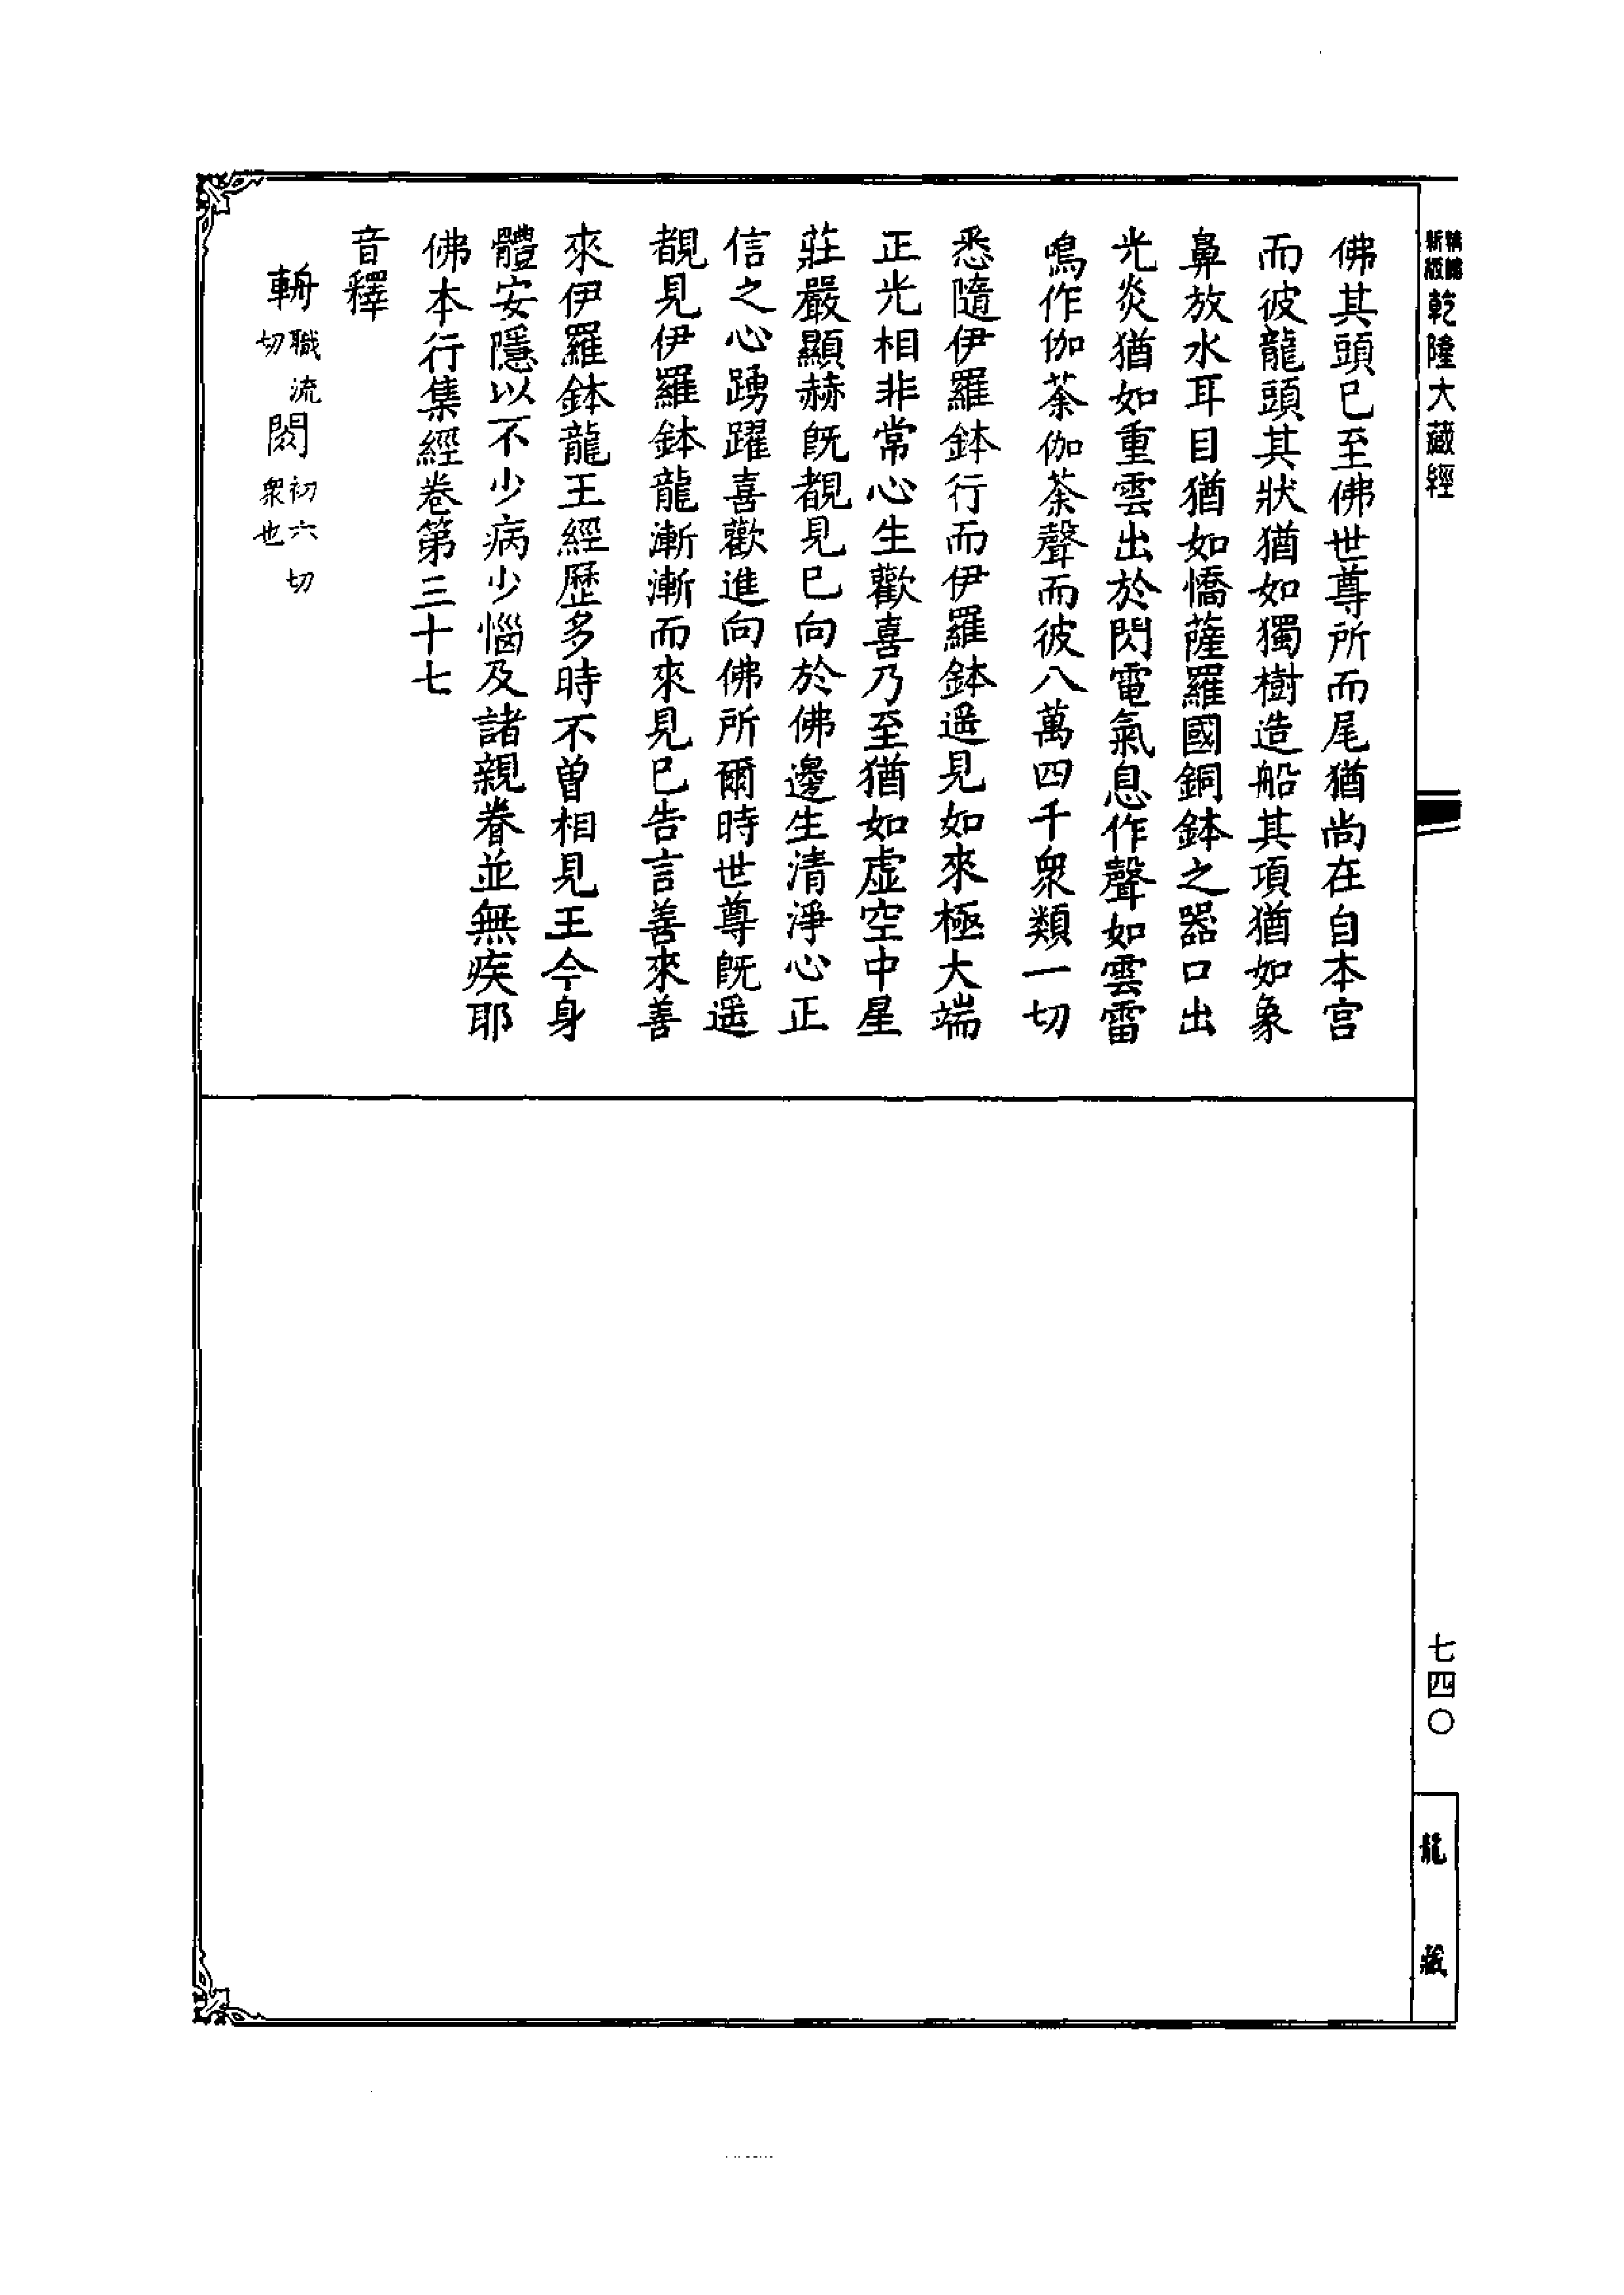 新版
乾隆大藏經
佛其頭已至佛世尊所而尾猶尚在自本宮
而彼龍頭其狀猶如獨樹造船其項猶如象
鼻放水耳目猶如憍薩羅國銅鉢之器口出
光炎猶如重雲出於閃電氣息作聲如雲雷
鳴作伽荼伽荼聲而彼八萬四千衆類一切
悉隨伊羅鉢行而伊羅鉢遥見如來極大端
正光相非常心生歡喜乃至猶如虛空中星
莊嚴顯赫旣覩見已向於佛邊生清淨心正
信之心踴躍喜歡進向佛所爾時世尊旣遥
覩見伊羅鉢龍漸漸而來見已告言善來善
來伊羅鉢龍王經歷多時不曾相見王今身
體安隱以不少病少惱及諸親眷並無疾耶
佛本行集經卷第三十七
音釋
輈職流切閦初六切衆也
七四〇
龍藏